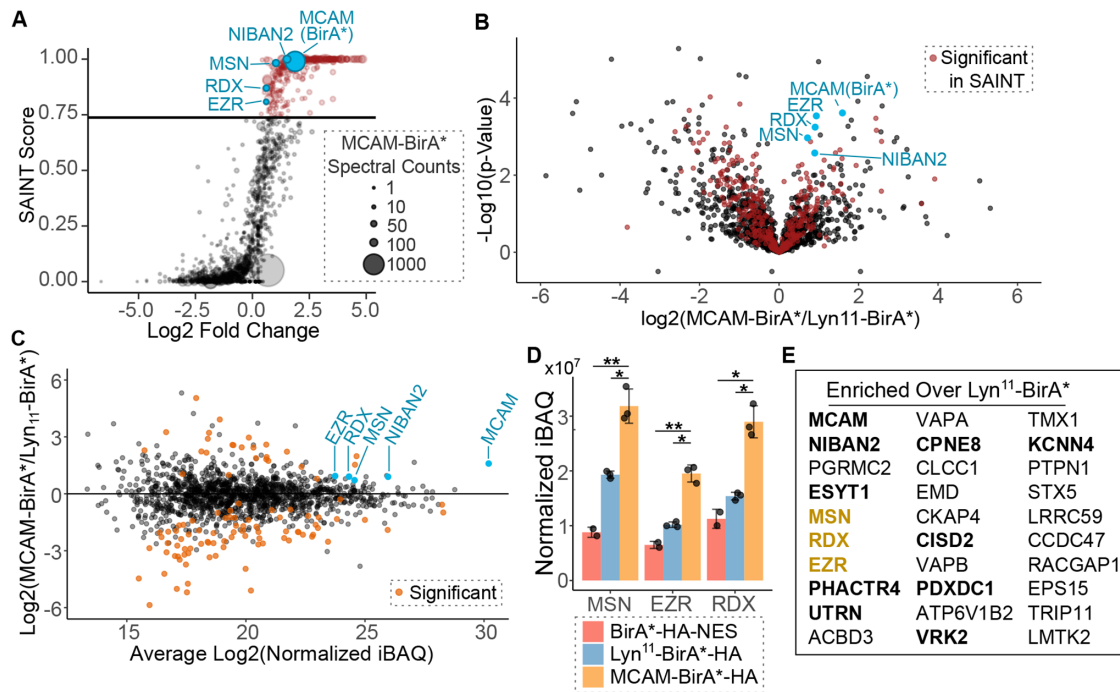 A
MCAM
(BirA*)
NIBAN2
MSN
RDX
EZR
1.00
0.75
0.50
0.25
0.00
SAINT Score
MCAM-BirA*
Spectral Counts
1
10
50
100
1000
-5.0
-2.5
0.0
2.5
5.0
Log2 Fold Change
B
Significant
in SAINT
MCAM(BirA*)
EZR
RDX
MSN
NIBAN2
4
2
0
-Log10(p-Value)
-6
-4
-2
0
2
4
6
log2(MCAM-BirA*/Lyn11-BirA*)
C
Log2(MCAM-BirA*/Lyn₁₁-BirA*)
6
3
0
-3
-6
EZR
RDX
MSN
NIBAN2
MCAM
Significant
15
20
25
30
Average Log2(Normalized iBAQ)
D
x10⁷
Normalized iBAQ
3
2
1
0
** *
** *
* *
MSN
EZR
RDX
BirA*-HA-NES
Lyn¹¹-BirA*-HA
MCAM-BirA*-HA
E
Enriched Over Lyn¹¹-BirA*
MCAM VAPA TMX1
NIBAN2 CPNE8 KCNN4
PGRMC2 CLCC1 PTPN1
ESYT1 EMD STX5
MSN CKAP4 LRRC59
RDX CISD2 CCDC47
EZR VAPB RACGAP1
PHACTR4 PDXDC1 EPS15
UTRN ATP6V1B2 TRIP11
ACBD3 VRK2 LMTK2